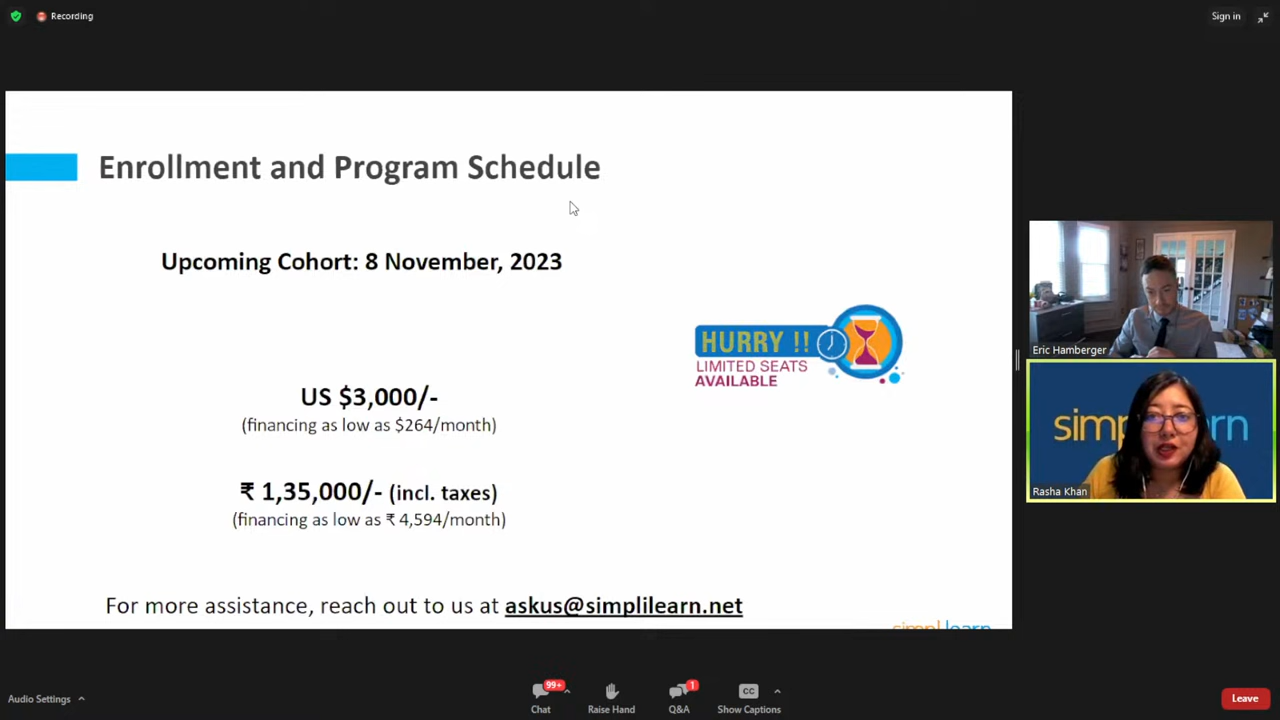 Recording
Sign in
Enrollment and Program Schedule
Upcoming Cohort: 8 November, 2023
HURRY !!
LIMITED SEATS
AVAILABLE
US $3,000/-
(financing as low as $264/month)
₹ 1,35,000/- (incl. taxes)
(financing as low as ₹ 4,594/month)
For more assistance, reach out to us at askus@simplilearn.net
Eric Hamberger
Rasha Khan
Audio Settings
99+
Chat
Raise Hand
1
Q&A
CC
Show Captions
Leave